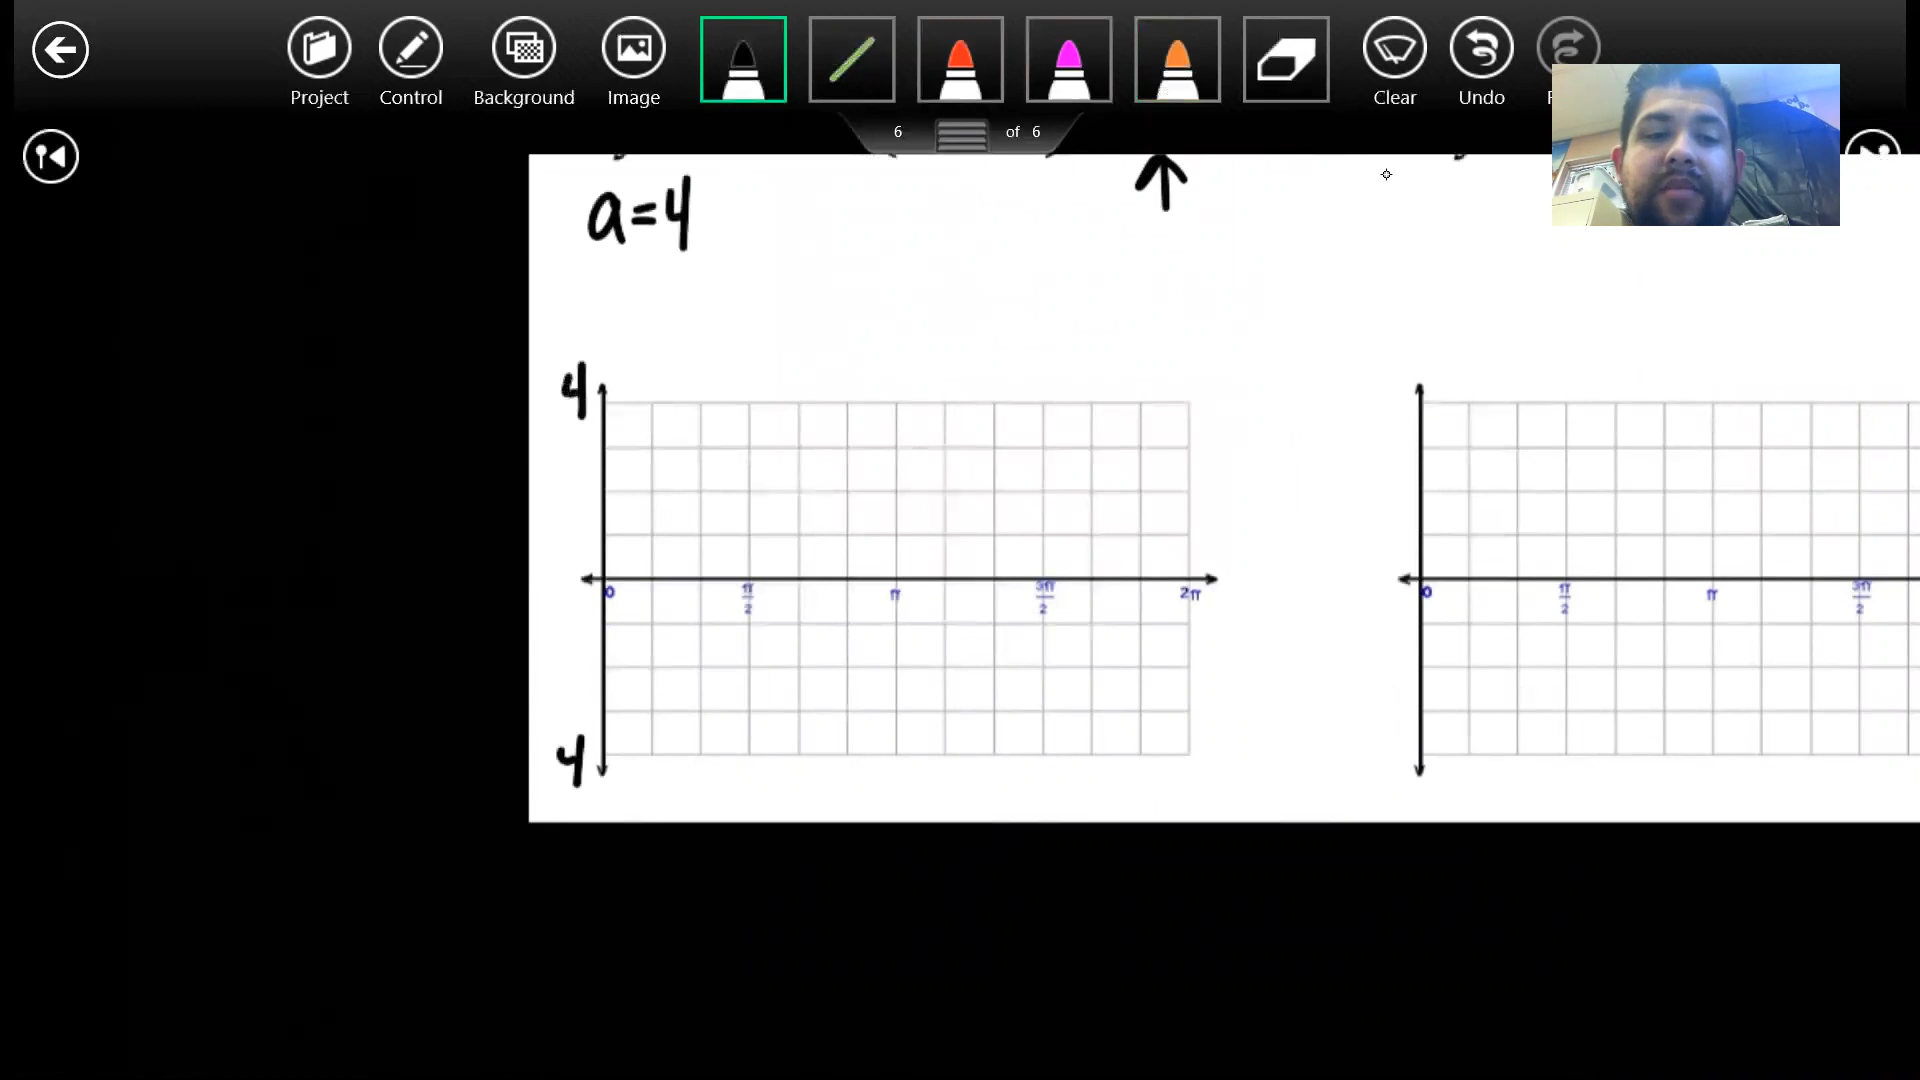 Project Control Background Image Clear Undo
6 of 6
a=4
4
0 π/2 π 3π/2 2π
0 π/2 π 3π/2
4